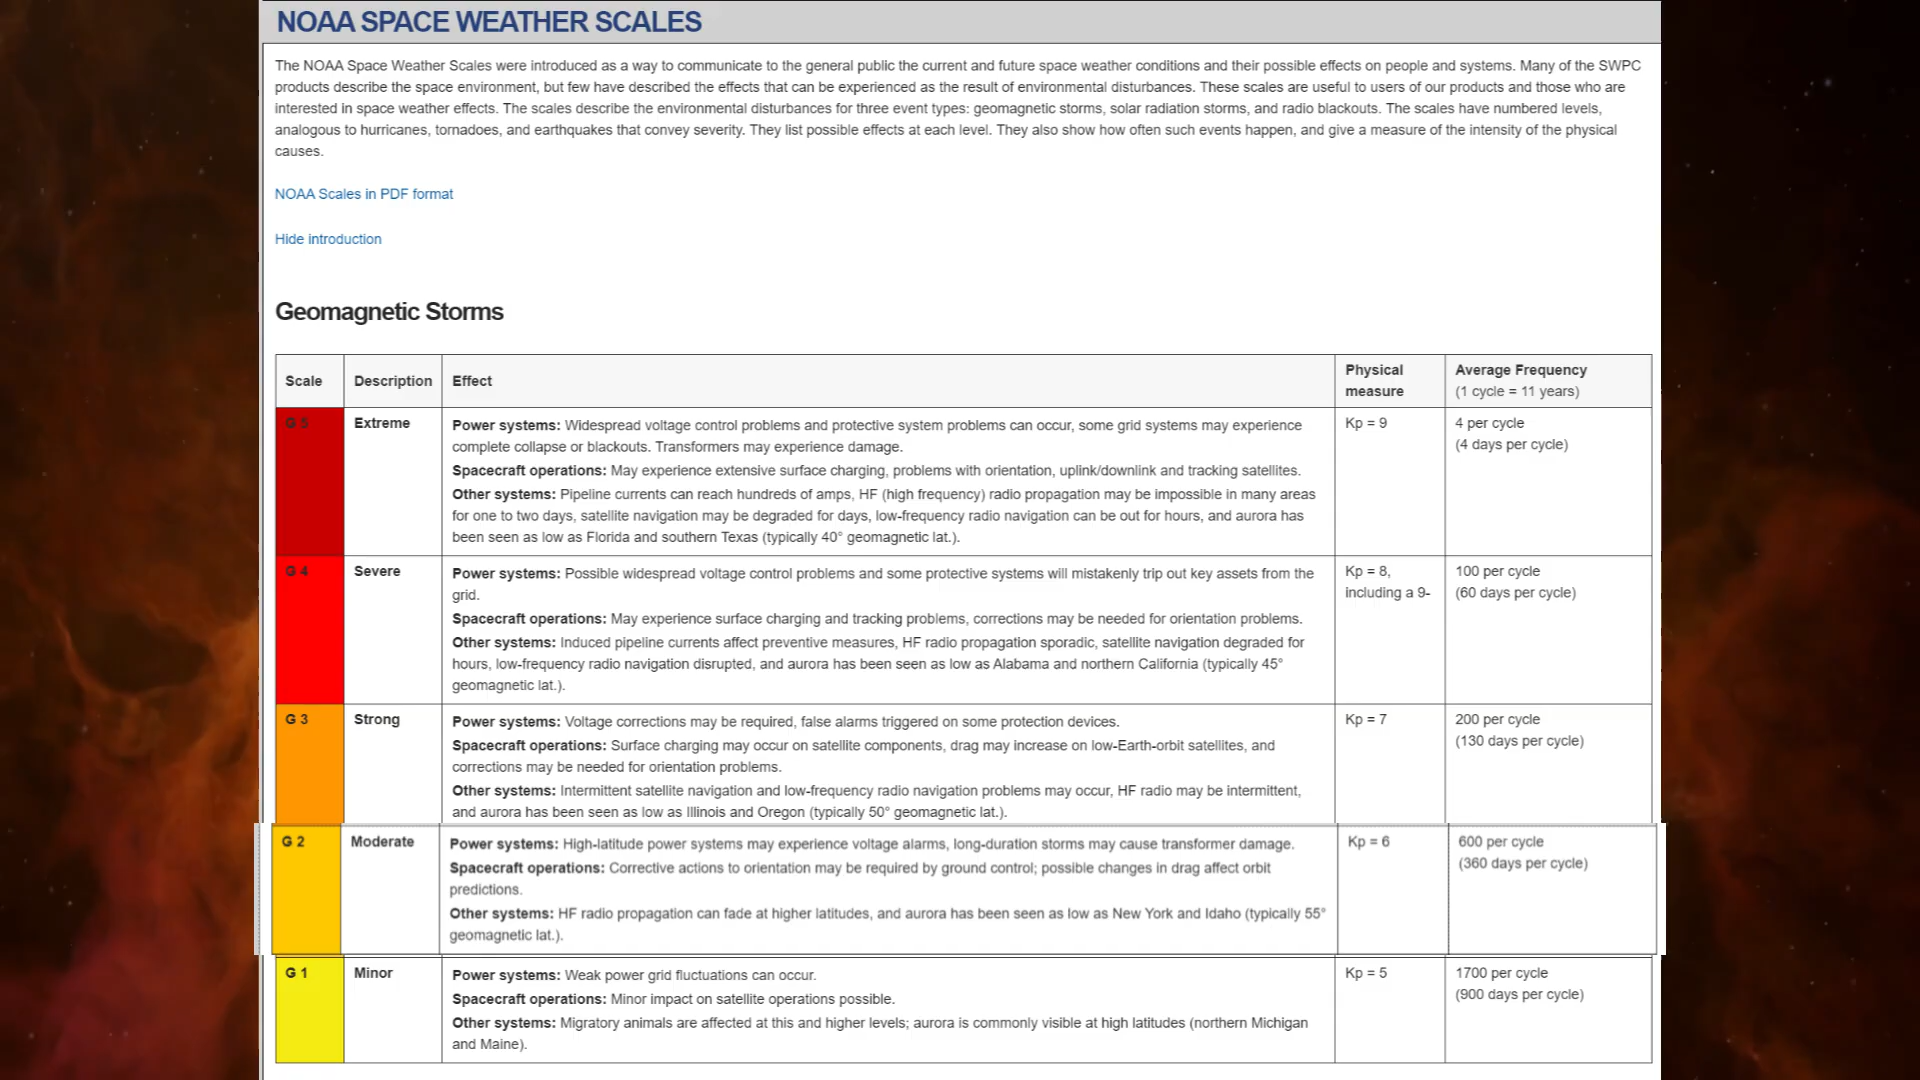 NOAA SPACE WEATHER SCALES
The NOAA Space Weather Scales were introduced as a way to communicate to the general public the current and future space weather conditions and their possible effects on people and systems. Many of the SWPC
products describe the space environment, but few have described the effects that can be experienced as the result of environmental disturbances. These scales are useful to users of our products and those who are
interested in space weather effects. The scales describe the environmental disturbances for three event types: geomagnetic storms, solar radiation storms, and radio blackouts. The scales have numbered levels,
analogous to hurricanes, tornadoes, and earthquakes that convey severity. They list possible effects at each level. They also show how often such events happen, and give a measure of the intensity of the physical
causes.
NOAA Scales in PDF format
Hide introduction
Geomagnetic Storms
Scale Description Effect Physical measure Average Frequency (1 cycle = 11 years)
G 5 Extreme
Power systems: Widespread voltage control problems and protective system problems can occur, some grid systems may experience
complete collapse or blackouts. Transformers may experience damage.
Spacecraft operations: May experience extensive surface charging, problems with orientation, uplink/downlink and tracking satellites.
Other systems: Pipeline currents can reach hundreds of amps, HF (high frequency) radio propagation may be impossible in many areas
for one to two days, satellite navigation may be degraded for days, low-frequency radio navigation can be out for hours, and aurora has
been seen as low as Florida and southern Texas (typically 40° geomagnetic lat.).
Kp = 9
4 per cycle
(4 days per cycle)
G 4 Severe
Power systems: Possible widespread voltage control problems and some protective systems will mistakenly trip out key assets from the
grid.
Spacecraft operations: May experience surface charging and tracking problems, corrections may be needed for orientation problems.
Other systems: Induced pipeline currents affect preventive measures, HF radio propagation sporadic, satellite navigation degraded for
hours, low-frequency radio navigation disrupted, and aurora has been seen as low as Alabama and northern California (typically 45°
geomagnetic lat.).
Kp = 8,
including a 9-
100 per cycle
(60 days per cycle)
G 3 Strong
Power systems: Voltage corrections may be required, false alarms triggered on some protection devices.
Spacecraft operations: Surface charging may occur on satellite components, drag may increase on low-Earth-orbit satellites, and
corrections may be needed for orientation problems.
Other systems: Intermittent satellite navigation and low-frequency radio navigation problems may occur, HF radio may be intermittent,
and aurora has been seen as low as Illinois and Oregon (typically 50° geomagnetic lat.).
Kp = 7
200 per cycle
(130 days per cycle)
G 2 Moderate
Power systems: High-latitude power systems may experience voltage alarms, long-duration storms may cause transformer damage.
Spacecraft operations: Corrective actions to orientation may be required by ground control; possible changes in drag affect orbit
predictions.
Other systems: HF radio propagation can fade at higher latitudes, and aurora has been seen as low as New York and Idaho (typically 55°
geomagnetic lat.).
Kp = 6
600 per cycle
(360 days per cycle)
G 1 Minor
Power systems: Weak power grid fluctuations can occur.
Spacecraft operations: Minor impact on satellite operations possible.
Other systems: Migratory animals are affected at this and higher levels; aurora is commonly visible at high latitudes (northern Michigan
and Maine).
Kp = 5
1700 per cycle
(900 days per cycle)